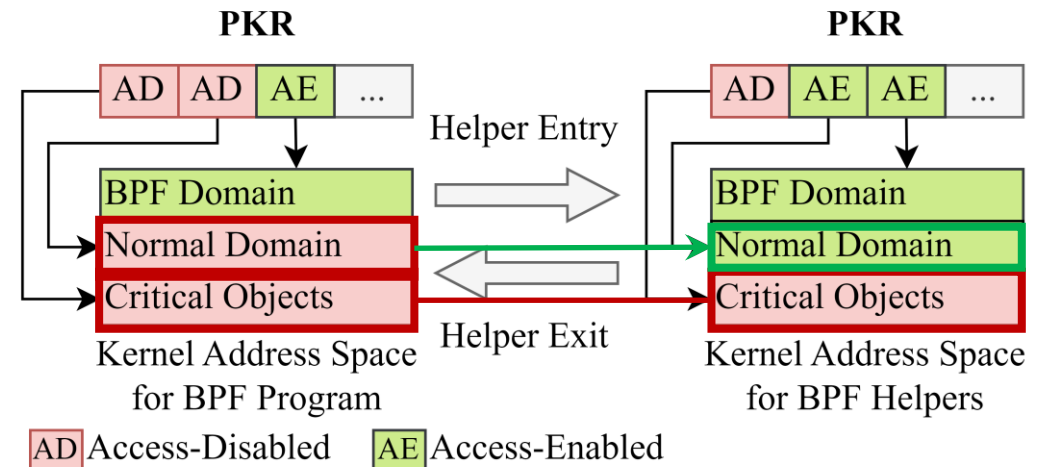 PKR
AD AD AE ...
BPF Domain
Normal Domain
Critical Objects
Kernel Address Space
for BPF Program
Helper Entry
Helper Exit
PKR
AD AE AE ...
BPF Domain
Normal Domain
Critical Objects
Kernel Address Space
for BPF Helpers
AD Access-Disabled
AE Access-Enabled